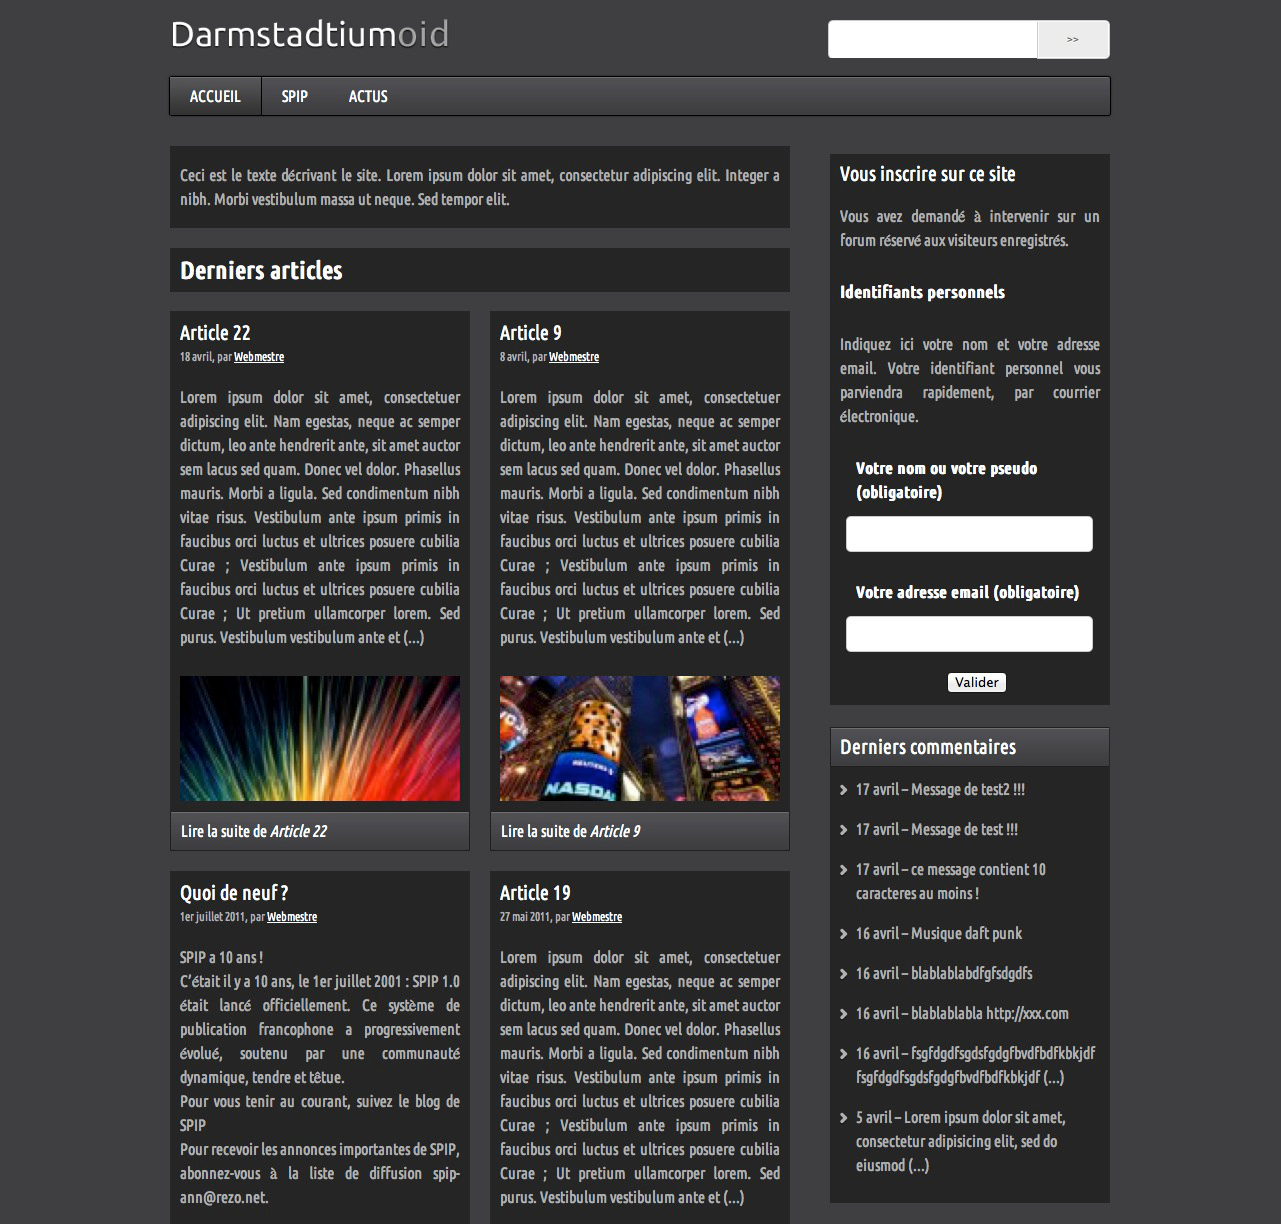 Darmstadtiumoid
>>
ACCUEIL SPIP ACTUS
Ceci est le texte décrivant le site. Lorem ipsum dolor sit amet, consectetur adipiscing elit. Integer a
nibh. Morbi vestibulum massa ut neque. Sed tempor elit.
Derniers articles
Article 22
18 avril, par Webmestre
Lorem ipsum dolor sit amet, consectetuer
adipiscing elit. Nam egestas, neque ac semper
dictum, leo ante hendrerit ante, sit amet auctor
sem lacus sed quam. Donec vel dolor. Phasellus
mauris. Morbi a ligula. Sed condimentum nibh
vitae risus. Vestibulum ante ipsum primis in
faucibus orci luctus et ultrices posuere cubilia
Curae ; Vestibulum ante ipsum primis in
faucibus orci luctus et ultrices posuere cubilia
Curae ; Ut pretium ullamcorper lorem. Sed
purus. Vestibulum vestibulum ante et (...)
Lire la suite de Article 22
Article 9
8 avril, par Webmestre
Lorem ipsum dolor sit amet, consectetuer
adipiscing elit. Nam egestas, neque ac semper
dictum, leo ante hendrerit ante, sit amet auctor
sem lacus sed quam. Donec vel dolor. Phasellus
mauris. Morbi a ligula. Sed condimentum nibh
vitae risus. Vestibulum ante ipsum primis in
faucibus orci luctus et ultrices posuere cubilia
Curae ; Vestibulum ante ipsum primis in
faucibus orci luctus et ultrices posuere cubilia
Curae ; Ut pretium ullamcorper lorem. Sed
purus. Vestibulum vestibulum ante et (...)
REUTERS
NASDA
Lire la suite de Article 9
Quoi de neuf ?
1er juillet 2011, par Webmestre
SPIP a 10 ans !
C'était il y a 10 ans, le 1er juillet 2001 : SPIP 1.0
était lancé officiellement. Ce système de
publication francophone a progressivement
évolué, soutenu par une communauté
dynamique, tendre et têtue.
Pour vous tenir au courant, suivez le blog de
SPIP
Pour recevoir les annonces importantes de SPIP,
abonnez-vous à la liste de diffusion spip-
ann@rezo.net.
Article 19
27 mai 2011, par Webmestre
Lorem ipsum dolor sit amet, consectetuer
adipiscing elit. Nam egestas, neque ac semper
dictum, leo ante hendrerit ante, sit amet auctor
sem lacus sed quam. Donec vel dolor. Phasellus
mauris. Morbi a ligula. Sed condimentum nibh
vitae risus. Vestibulum ante ipsum primis in
faucibus orci luctus et ultrices posuere cubilia
Curae ; Vestibulum ante ipsum primis in
faucibus orci luctus et ultrices posuere cubilia
Curae ; Ut pretium ullamcorper lorem. Sed
purus. Vestibulum vestibulum ante et (...)
Vous inscrire sur ce site
Vous avez demandé à intervenir sur un
forum réservé aux visiteurs enregistrés.
Identifiants personnels
Indiquez ici votre nom et votre adresse
email. Votre identifiant personnel vous
parviendra rapidement, par courrier
électronique.
Votre nom ou votre pseudo
(obligatoire)
Votre adresse email (obligatoire)
Valider
Derniers commentaires
17 avril – Message de test2 !!!
17 avril – Message de test !!!
17 avril – ce message contient 10
caracteres au moins !
16 avril – Musique daft punk
16 avril – blablablabdfgfsdgdfs
16 avril – blablablabla http://xxx.com
16 avril – fsgfdgdfsgdsfgdgfbvdfbdfkbkjdf
fsgfdgdfsgdsfgdgfbvdfbdfkbkjdf (...)
5 avril – Lorem ipsum dolor sit amet,
consectetur adipisicing elit, sed do
eiusmod (...)